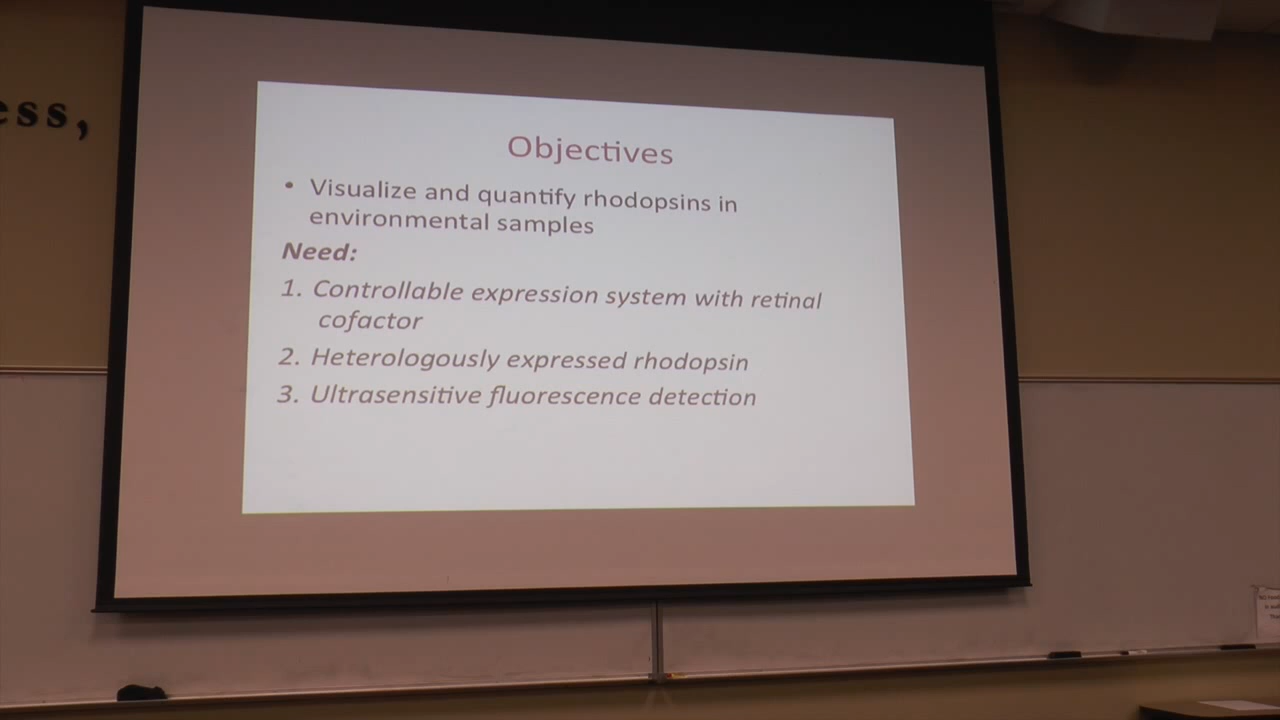 ess,
Objectives
• Visualize and quantify rhodopsins in
environmental samples
Need:
1. Controllable expression system with retinal
cofactor
2. Heterologously expressed rhodopsin
3. Ultrasensitive fluorescence detection